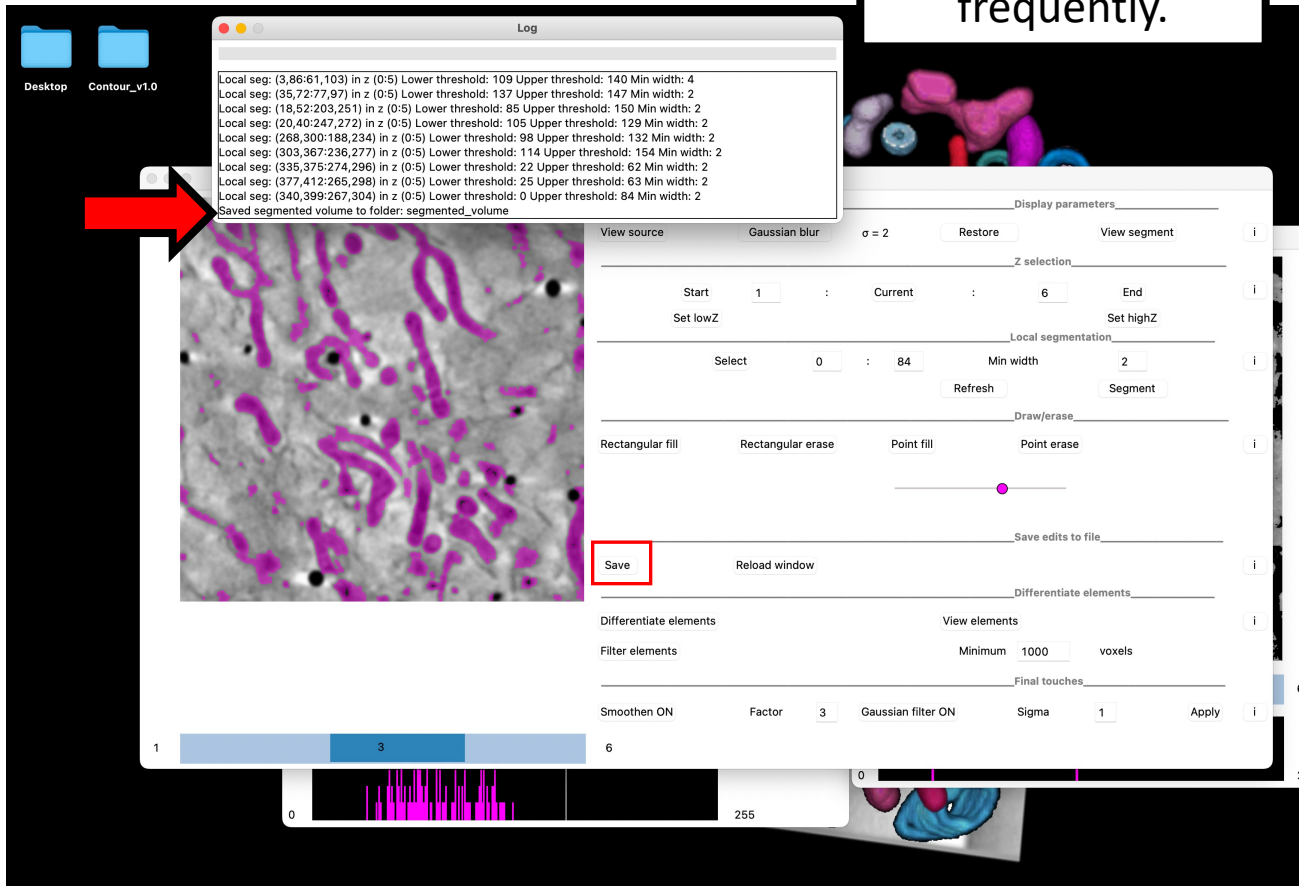 frequently.
Desktop
Contour_v1.0
Log
Local seg: (3,86:61,103) in z (0:5) Lower threshold: 109 Upper threshold: 140 Min width: 4
Local seg: (35,72:77,97) in z (0:5) Lower threshold: 137 Upper threshold: 147 Min width: 2
Local seg: (18,52:203,251) in z (0:5) Lower threshold: 85 Upper threshold: 150 Min width: 2
Local seg: (20,40:247,272) in z (0:5) Lower threshold: 105 Upper threshold: 129 Min width: 2
Local seg: (268,300:188,234) in z (0:5) Lower threshold: 98 Upper threshold: 132 Min width: 2
Local seg: (303,367:236,277) in z (0:5) Lower threshold: 114 Upper threshold: 154 Min width: 2
Local seg: (335,375:274,296) in z (0:5) Lower threshold: 22 Upper threshold: 62 Min width: 2
Local seg: (377,412:265,298) in z (0:5) Lower threshold: 25 Upper threshold: 63 Min width: 2
Local seg: (340,399:267,304) in z (0:5) Lower threshold: 0 Upper threshold: 84 Min width: 2
Saved segmented volume to folder: segmented_volume
Display parameters
View source Gaussian blur σ = 2 Restore View segment i
Z selection
Start 1 : Current : 6 End i
Set lowZ Set highZ
Local segmentation
Select 0 : 84 Min width 2 i
Refresh Segment
Draw/erase
Rectangular fill Rectangular erase Point fill Point erase i
Save edits to file
Save Reload window i
Differentiate elements
Differentiate elements View elements i
Filter elements Minimum 1000 voxels
Final touches
Smoothen ON Factor 3 Gaussian filter ON Sigma 1 Apply i
1 3 6
0 255
0